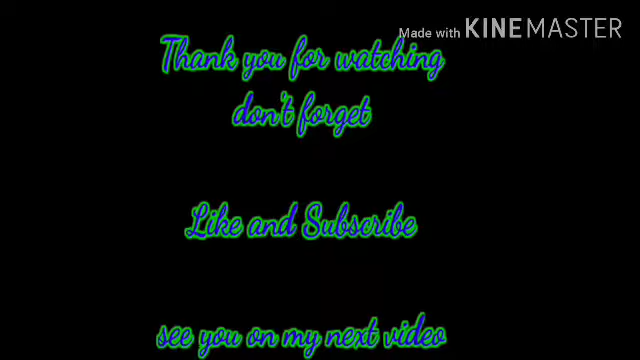 Made with KINEMASTER
Thank you for watching
don't forget
Like and Subscribe
see you on my next video